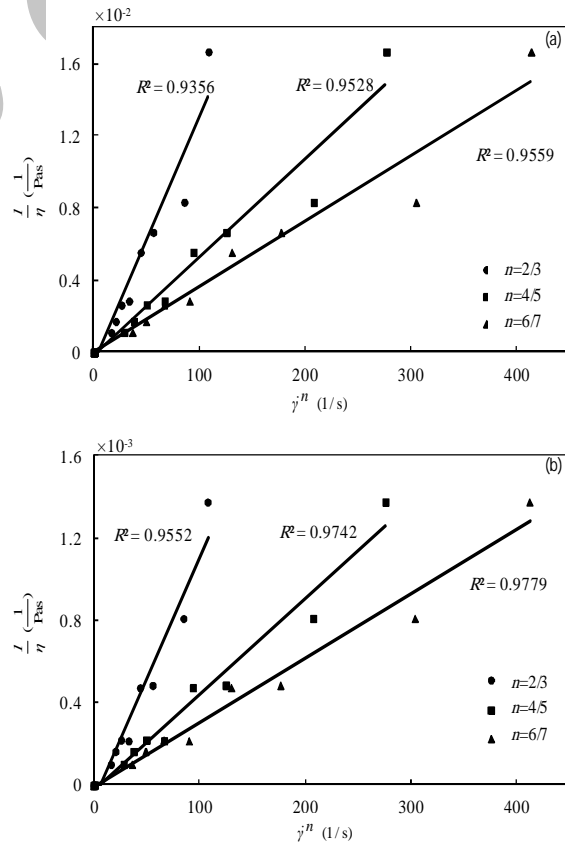 ×10-2
(a)
1.6
R² = 0.9356
R² = 0.9528
1.2
R² = 0.9559
1/η (1/Pas)
0.8
n=2/3
0.4
n=4/5
n=6/7
0
0 100 200 300 400
γ̇ⁿ (1/s)
×10-3
(b)
1.6
R² = 0.9552
R² = 0.9742
1.2
R² = 0.9779
1/η (1/Pas)
0.8
n=2/3
0.4
n=4/5
n=6/7
0
0 100 200 300 400
γ̇ⁿ (1/s)